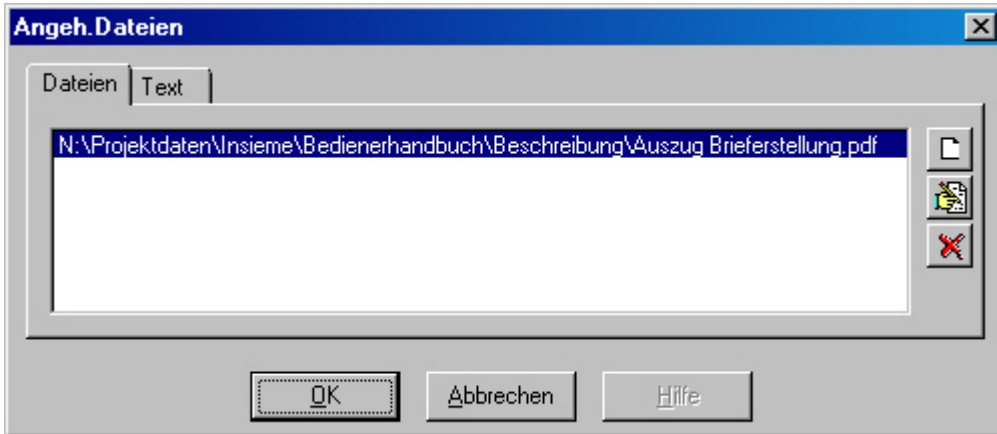 Angeh.Dateien
Dateien Text
N:\Projektdaten\Insieme\Bedienerhandbuch\Beschreibung\Auszug Brieferstellung.pdf
OK Abbrechen Hilfe